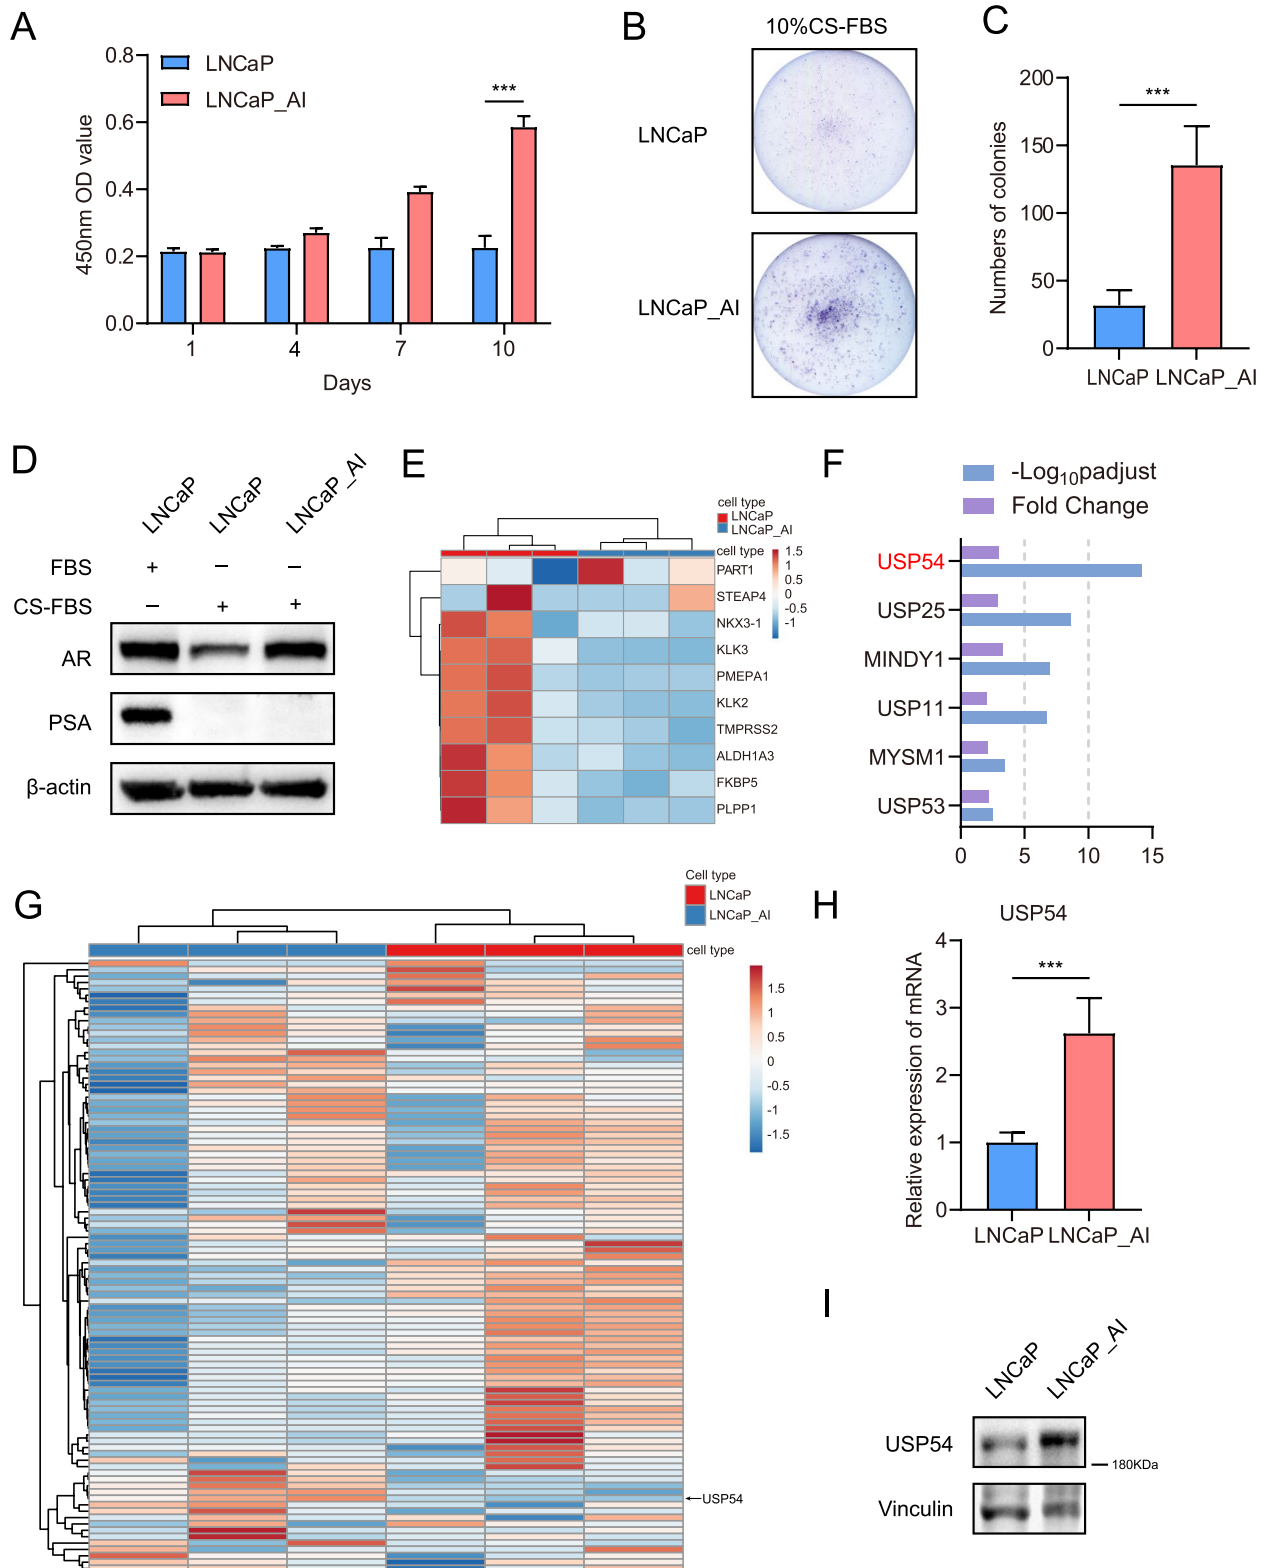 A
0.8
0.6
0.4
0.2
0.0
450nm OD value
LNCaP
LNCaP_AI
***
1 4 7 10
Days
B
10%CS-FBS
LNCaP
LNCaP_AI
C
200
150
100
50
0
Numbers of colonies
***
LNCaP LNCaP_AI
D
LNCaP LNCaP LNCaP_AI
FBS + – –
CS-FBS – + +
AR
PSA
β-actin
E
cell type
LNCaP
LNCaP_AI
cell type
1.5
1
0.5
0
-0.5
-1
PART1
STEAP4
NKX3-1
KLK3
PMEPA1
KLK2
TMPRSS2
ALDH1A3
FKBP5
PLPP1
F
-Log10padjust
Fold Change
USP54
USP25
MINDY1
USP11
MYSM1
USP53
0 5 10 15
G
Cell type
LNCaP
LNCaP_AI
cell type
1.5
1
0.5
0
-0.5
-1
-1.5
USP54
H
USP54
4
3
2
1
0
Relative expression of mRNA
***
LNCaP LNCaP_AI
I
LNCaP LNCaP_AI
USP54
180KDa
Vinculin